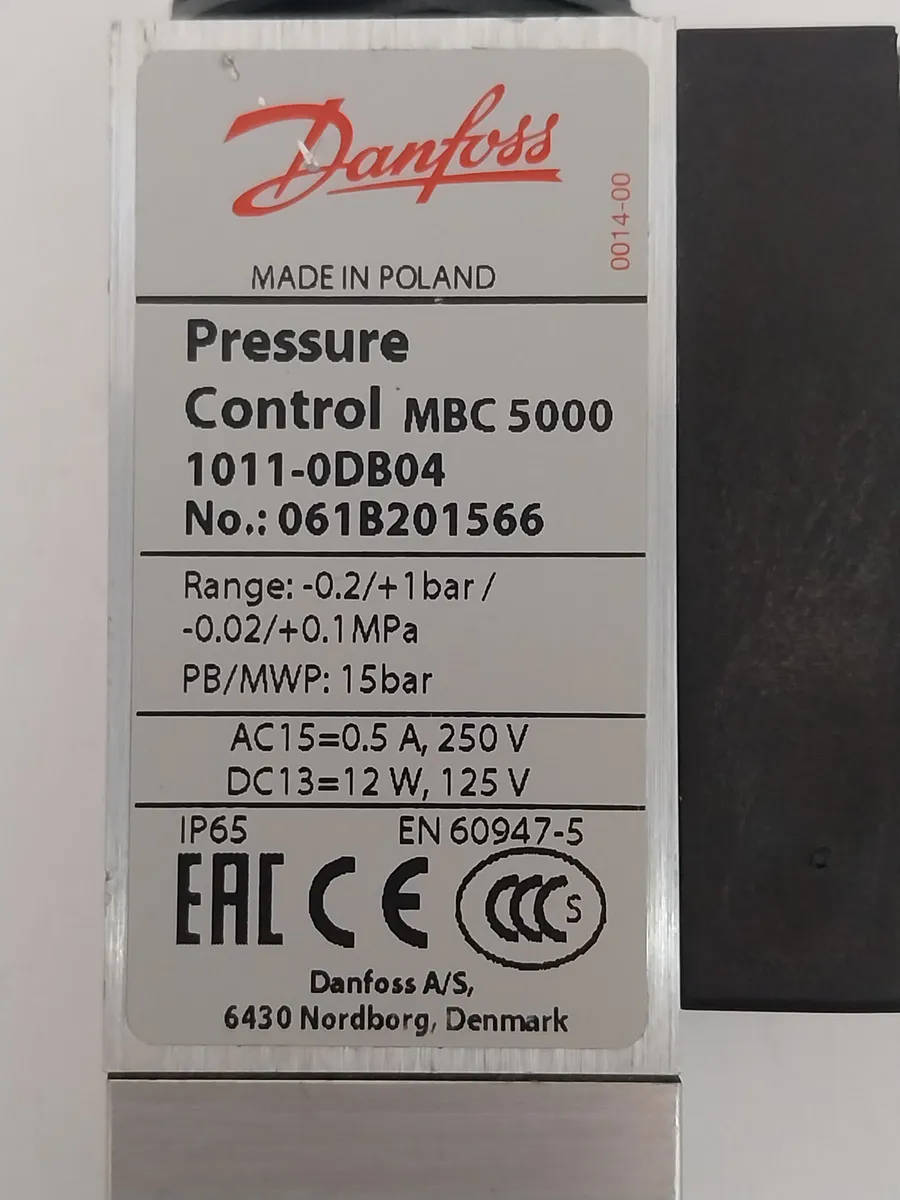 Danfoss
0014-00
MADE IN POLAND
Pressure
Control MBC 5000
1011-0DB04
No.: 061B201566
Range: -0.2/+1bar /
-0.02/+0.1MPa
PB/MWP: 15bar
AC15=0.5 A, 250 V
DC13=12 W, 125 V
IP65 EN 60947-5
EAC CE CCC S
Danfoss A/S,
6430 Nordborg, Denmark